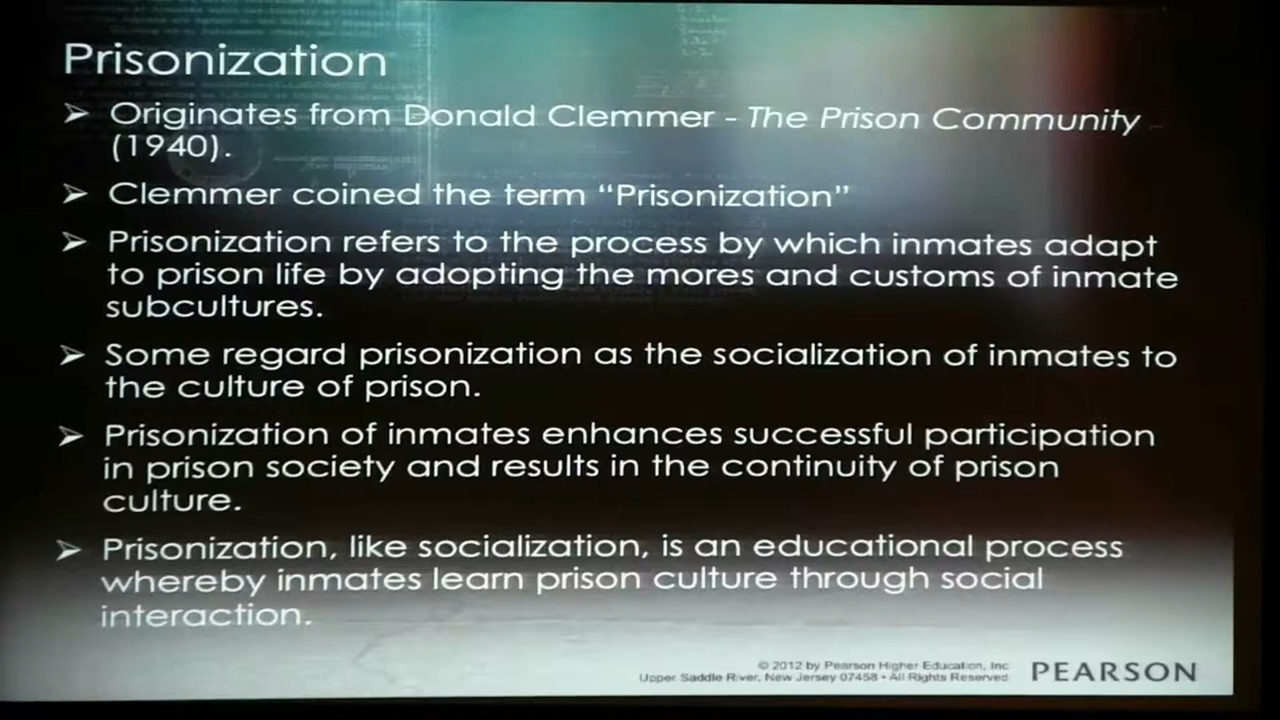 Prisonization
➢ Originates from Donald Clemmer - The Prison Community
(1940).
➢ Clemmer coined the term “Prisonization”
➢ Prisonization refers to the process by which inmates adapt
to prison life by adopting the mores and customs of inmate
subcultures.
➢ Some regard prisonization as the socialization of inmates to
the culture of prison.
➢ Prisonization of inmates enhances successful participation
in prison society and results in the continuity of prison
culture.
➢ Prisonization, like socialization, is an educational process
whereby inmates learn prison culture through social
interaction.
© 2012 by Pearson Higher Education, Inc
Upper Saddle River, New Jersey 07458 • All Rights Reserved
PEARSON